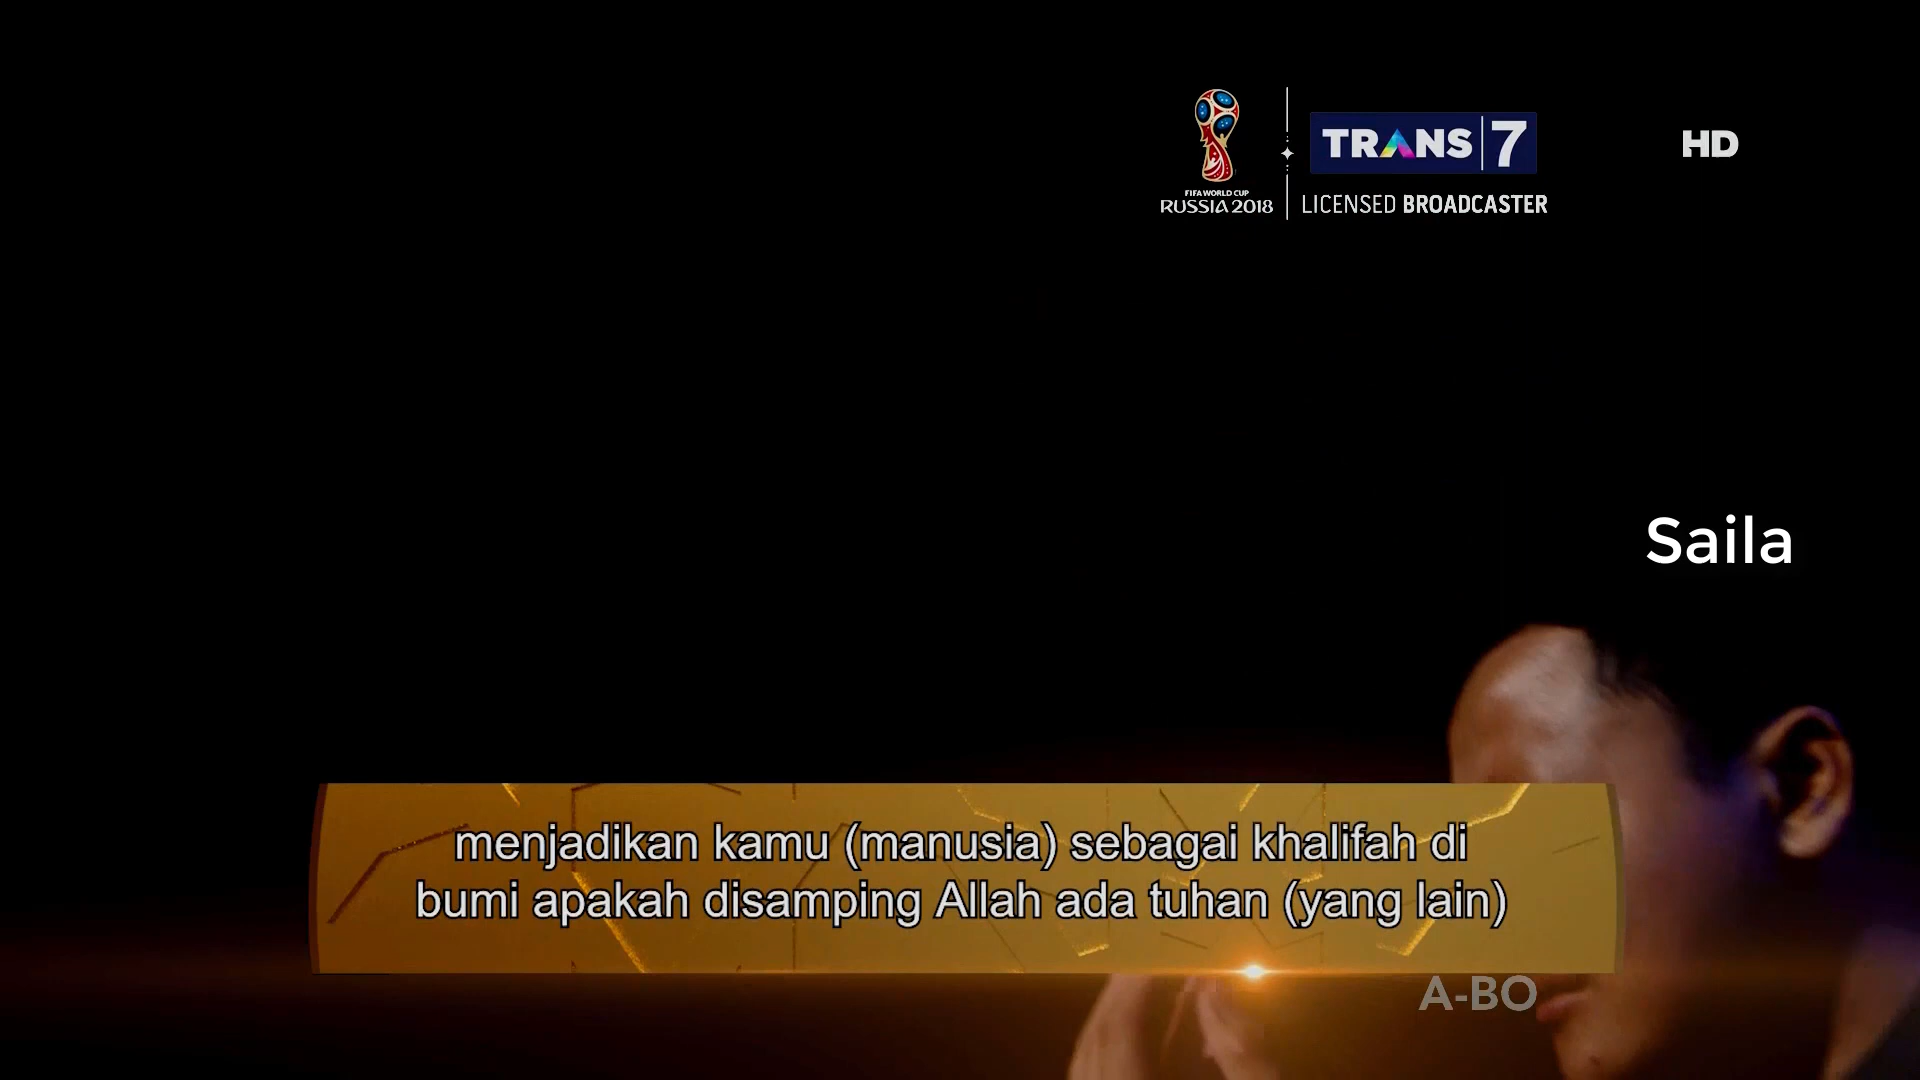 FIFA WORLD CUP
RUSSIA 2018
TRANS|7
LICENSED BROADCASTER
HD
Saila
menjadikan kamu (manusia) sebagai khalifah di
bumi apakah disamping Allah ada tuhan (yang lain)
A-BO